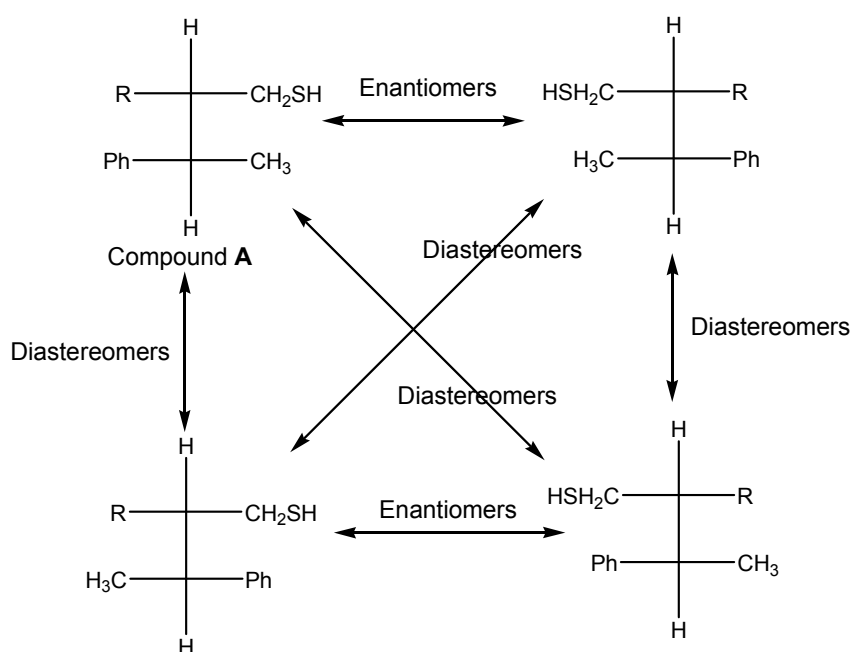 H H
R CH₂SH Enantiomers HSH₂C R
Ph CH₃ H₃C Ph
H H
Compound A Diastereomers
Diastereomers Diastereomers
Diastereomers
H H
R CH₂SH Enantiomers HSH₂C R
H₃C Ph Ph CH₃
H H